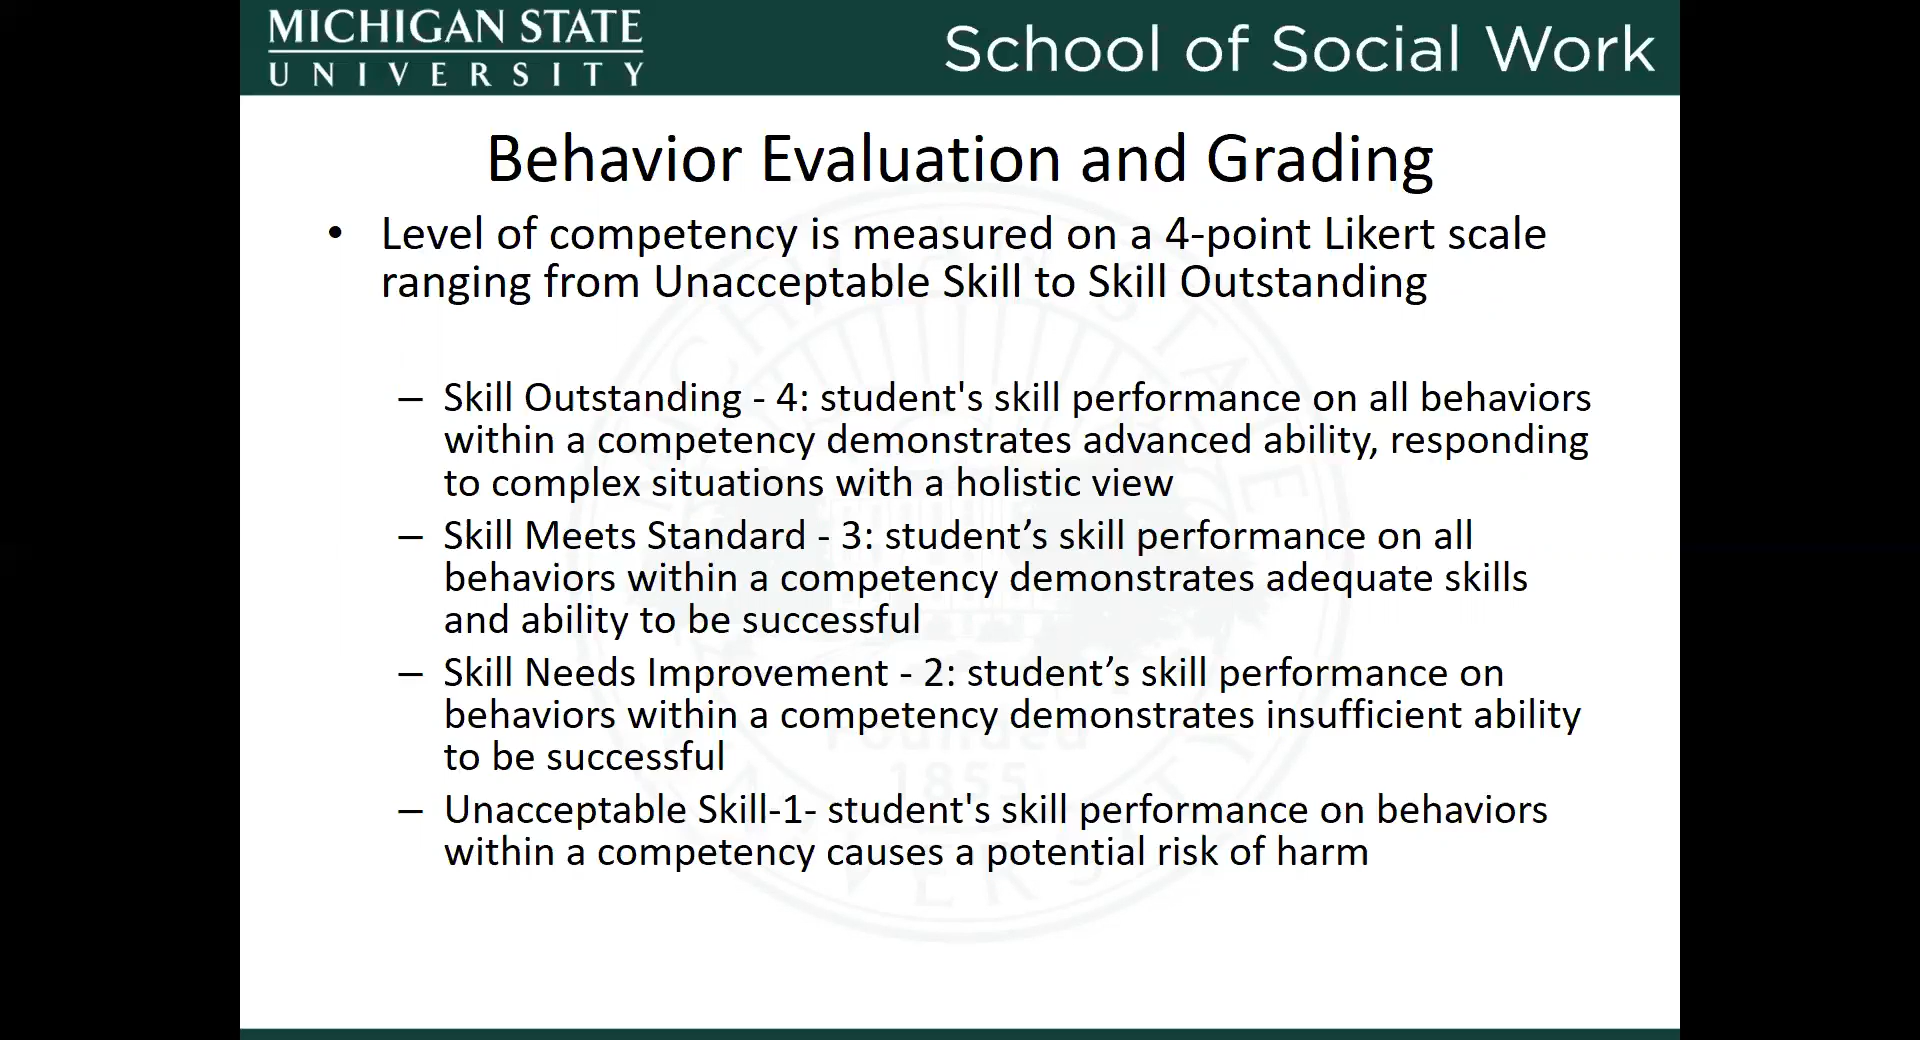 MICHIGAN STATE
UNIVERSITY
School of Social Work
Behavior Evaluation and Grading
• Level of competency is measured on a 4-point Likert scale
ranging from Unacceptable Skill to Skill Outstanding
– Skill Outstanding - 4: student's skill performance on all behaviors
within a competency demonstrates advanced ability, responding
to complex situations with a holistic view
– Skill Meets Standard - 3: student’s skill performance on all
behaviors within a competency demonstrates adequate skills
and ability to be successful
– Skill Needs Improvement - 2: student’s skill performance on
behaviors within a competency demonstrates insufficient ability
to be successful
– Unacceptable Skill-1- student's skill performance on behaviors
within a competency causes a potential risk of harm
MICHIGAN STATE
UNIVERSITY
Founded
1855